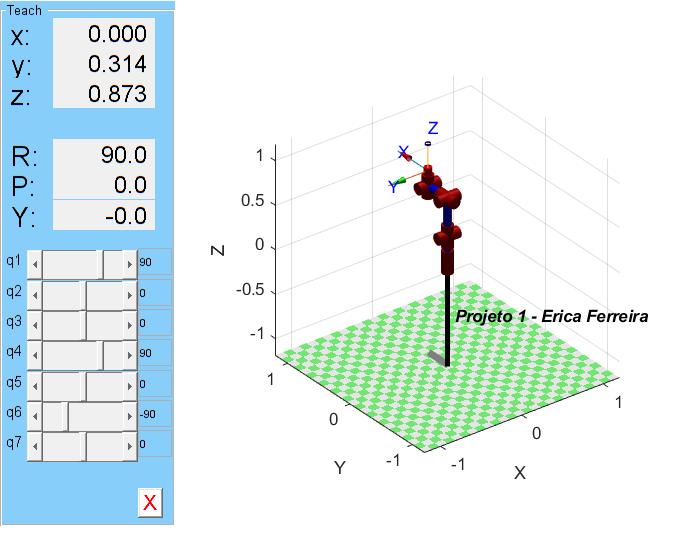 Teach
x: 0.000
y: 0.314
z: 0.873
R: 90.0
P: 0.0
Y: -0.0
q1 90
q2 0
q3 0
q4 90
q5 0
q6 -90
q7 0
X
Z
X
Y
1
0.5
0
-0.5
-1
Z
Projeto 1 - Erica Ferreira
1
0
-1
Y
-1
0
1
X